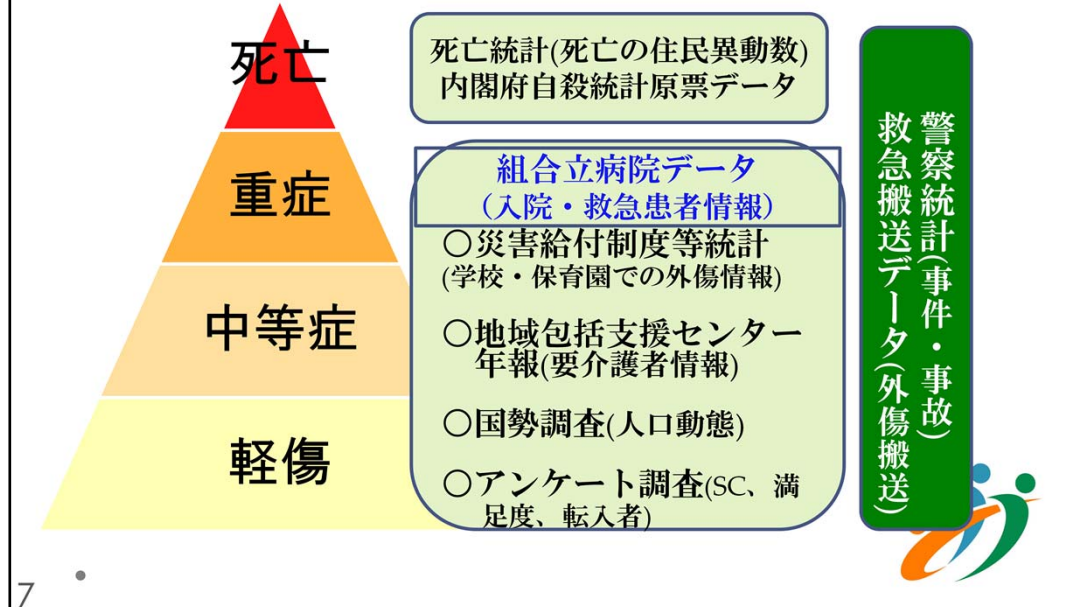 死亡
重症
中等症
軽傷
死亡統計(死亡の住民異動数)
内閣府自殺統計原票データ
組合立病院データ
（入院・救急患者情報）
〇災害給付制度等統計
(学校・保育園での外傷情報)
〇地域包括支援センター
年報(要介護者情報)
〇国勢調査(人口動態)
〇アンケート調査(SC、満
足度、転入者)
警察統計(事件・事故)
救急搬送データ(外傷搬送)
7